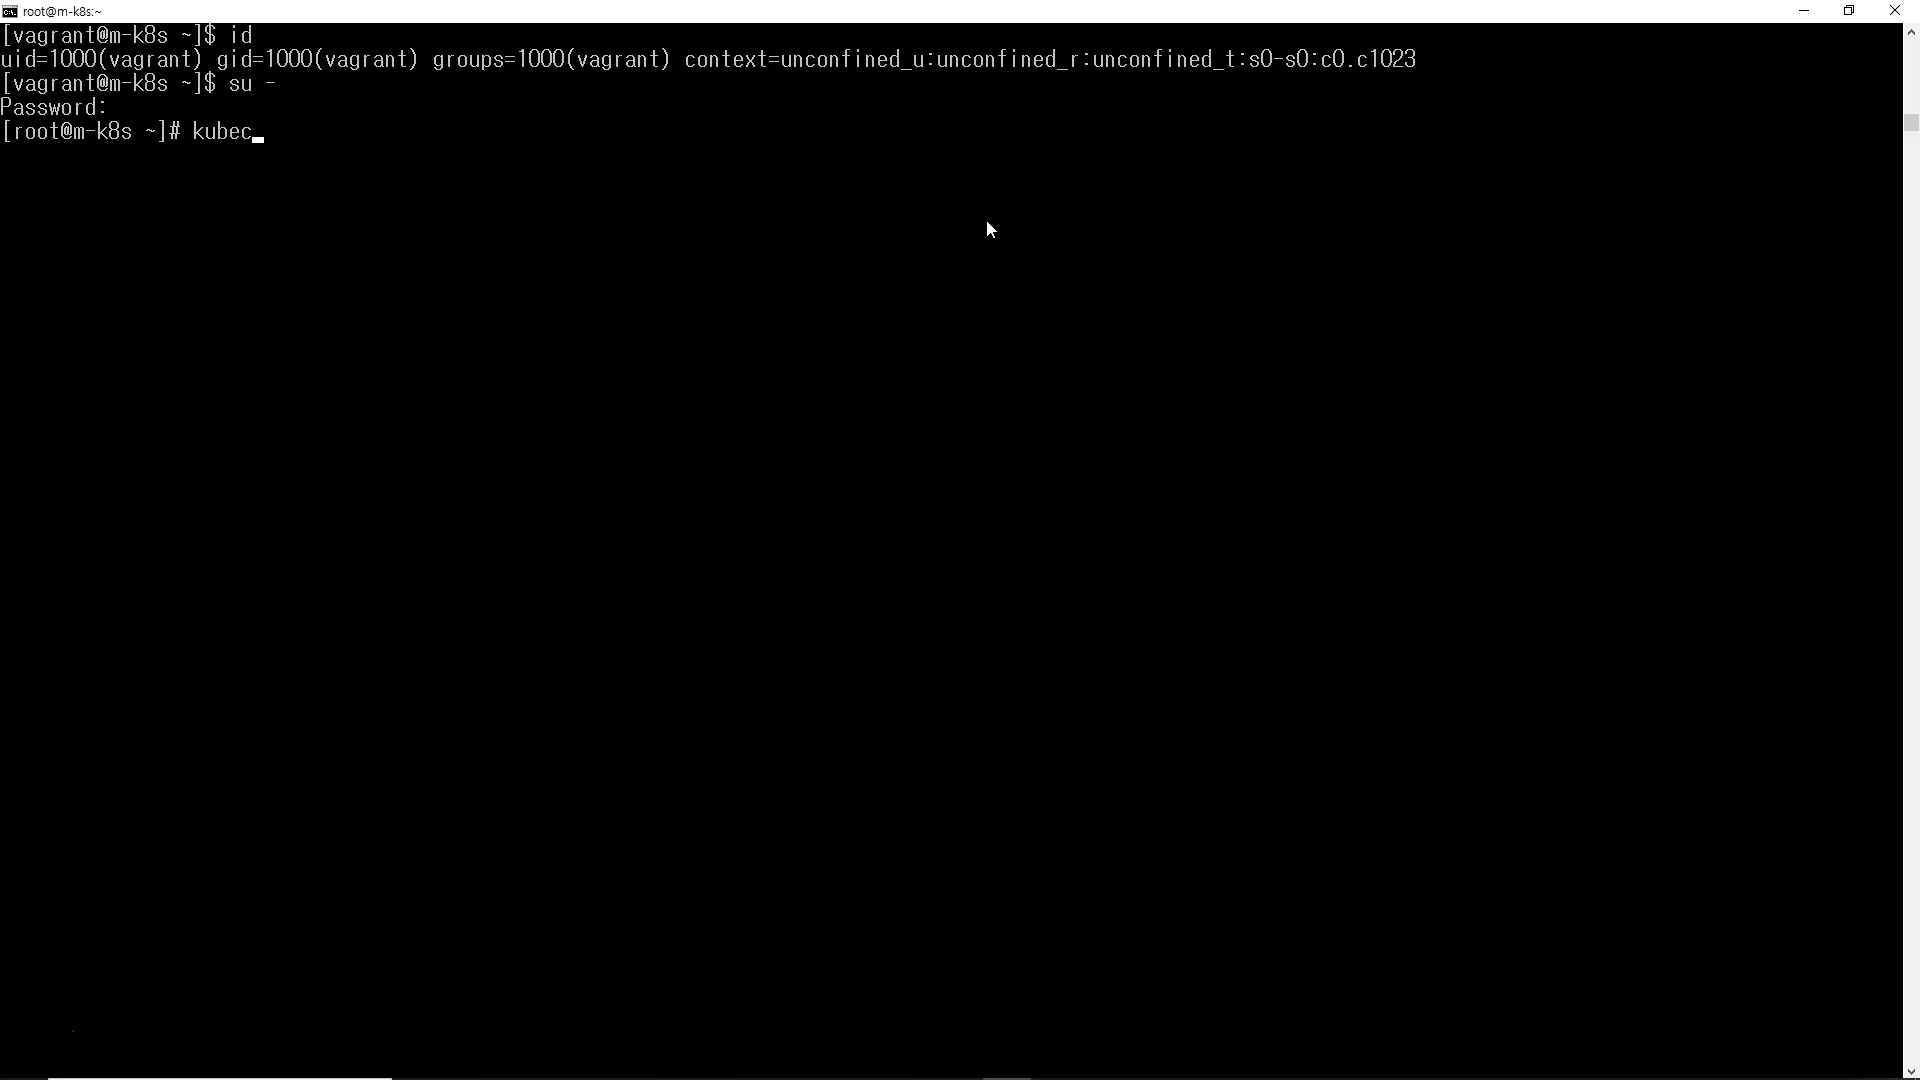 root@m-k8s:~
[vagrant@m-k8s ~]$ id
uid=1000(vagrant) gid=1000(vagrant) groups=1000(vagrant) context=unconfined_u:unconfined_r:unconfined_t:s0-s0:c0.c1023
[vagrant@m-k8s ~]$ su -
Password:
[root@m-k8s ~]# kubec